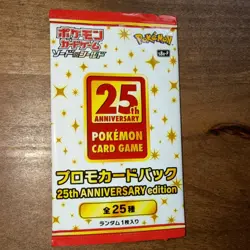 ポケモン
カードゲーム
ソード&シールド
Pokémon
25th
ANNIVERSARY
POKÉMON
CARD GAME
プロモカードパック
25th ANNIVERSARY edition
全25種
ランダム1枚入り